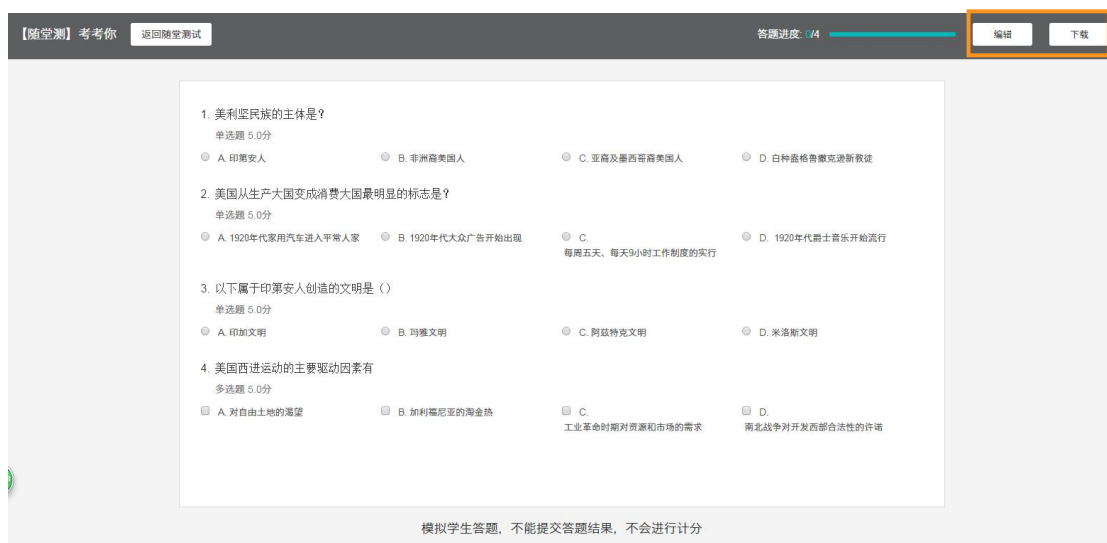 【随堂测】考考你 返回随堂测试 答题进度: 0/4 编辑 下载
1. 美利坚民族的主体是？
单选题 5.0分
A. 印第安人 B. 非洲裔美国人 C. 亚裔及墨西哥裔美国人 D. 白种盎格鲁撒克逊新教徒
2. 美国从生产大国变成消费大国最明显的标志是？
单选题 5.0分
A. 1920年代家用汽车进入平常人家 B. 1920年代大众广告开始出现 C. D. 1920年代爵士音乐开始流行
每周五天、每天9小时工作制度的实行
3. 以下属于印第安人创造的文明是（）
单选题 5.0分
A. 印加文明 B. 玛雅文明 C. 阿兹特克文明 D. 米洛斯文明
4. 美国西进运动的主要驱动因素有
多选题 5.0分
A. 对自由土地的渴望 B. 加利福尼亚的淘金热 C. D.
工业革命时期对资源和市场的需求 南北战争对开发西部合法性的许诺
模拟学生答题，不能提交答题结果，不会进行计分